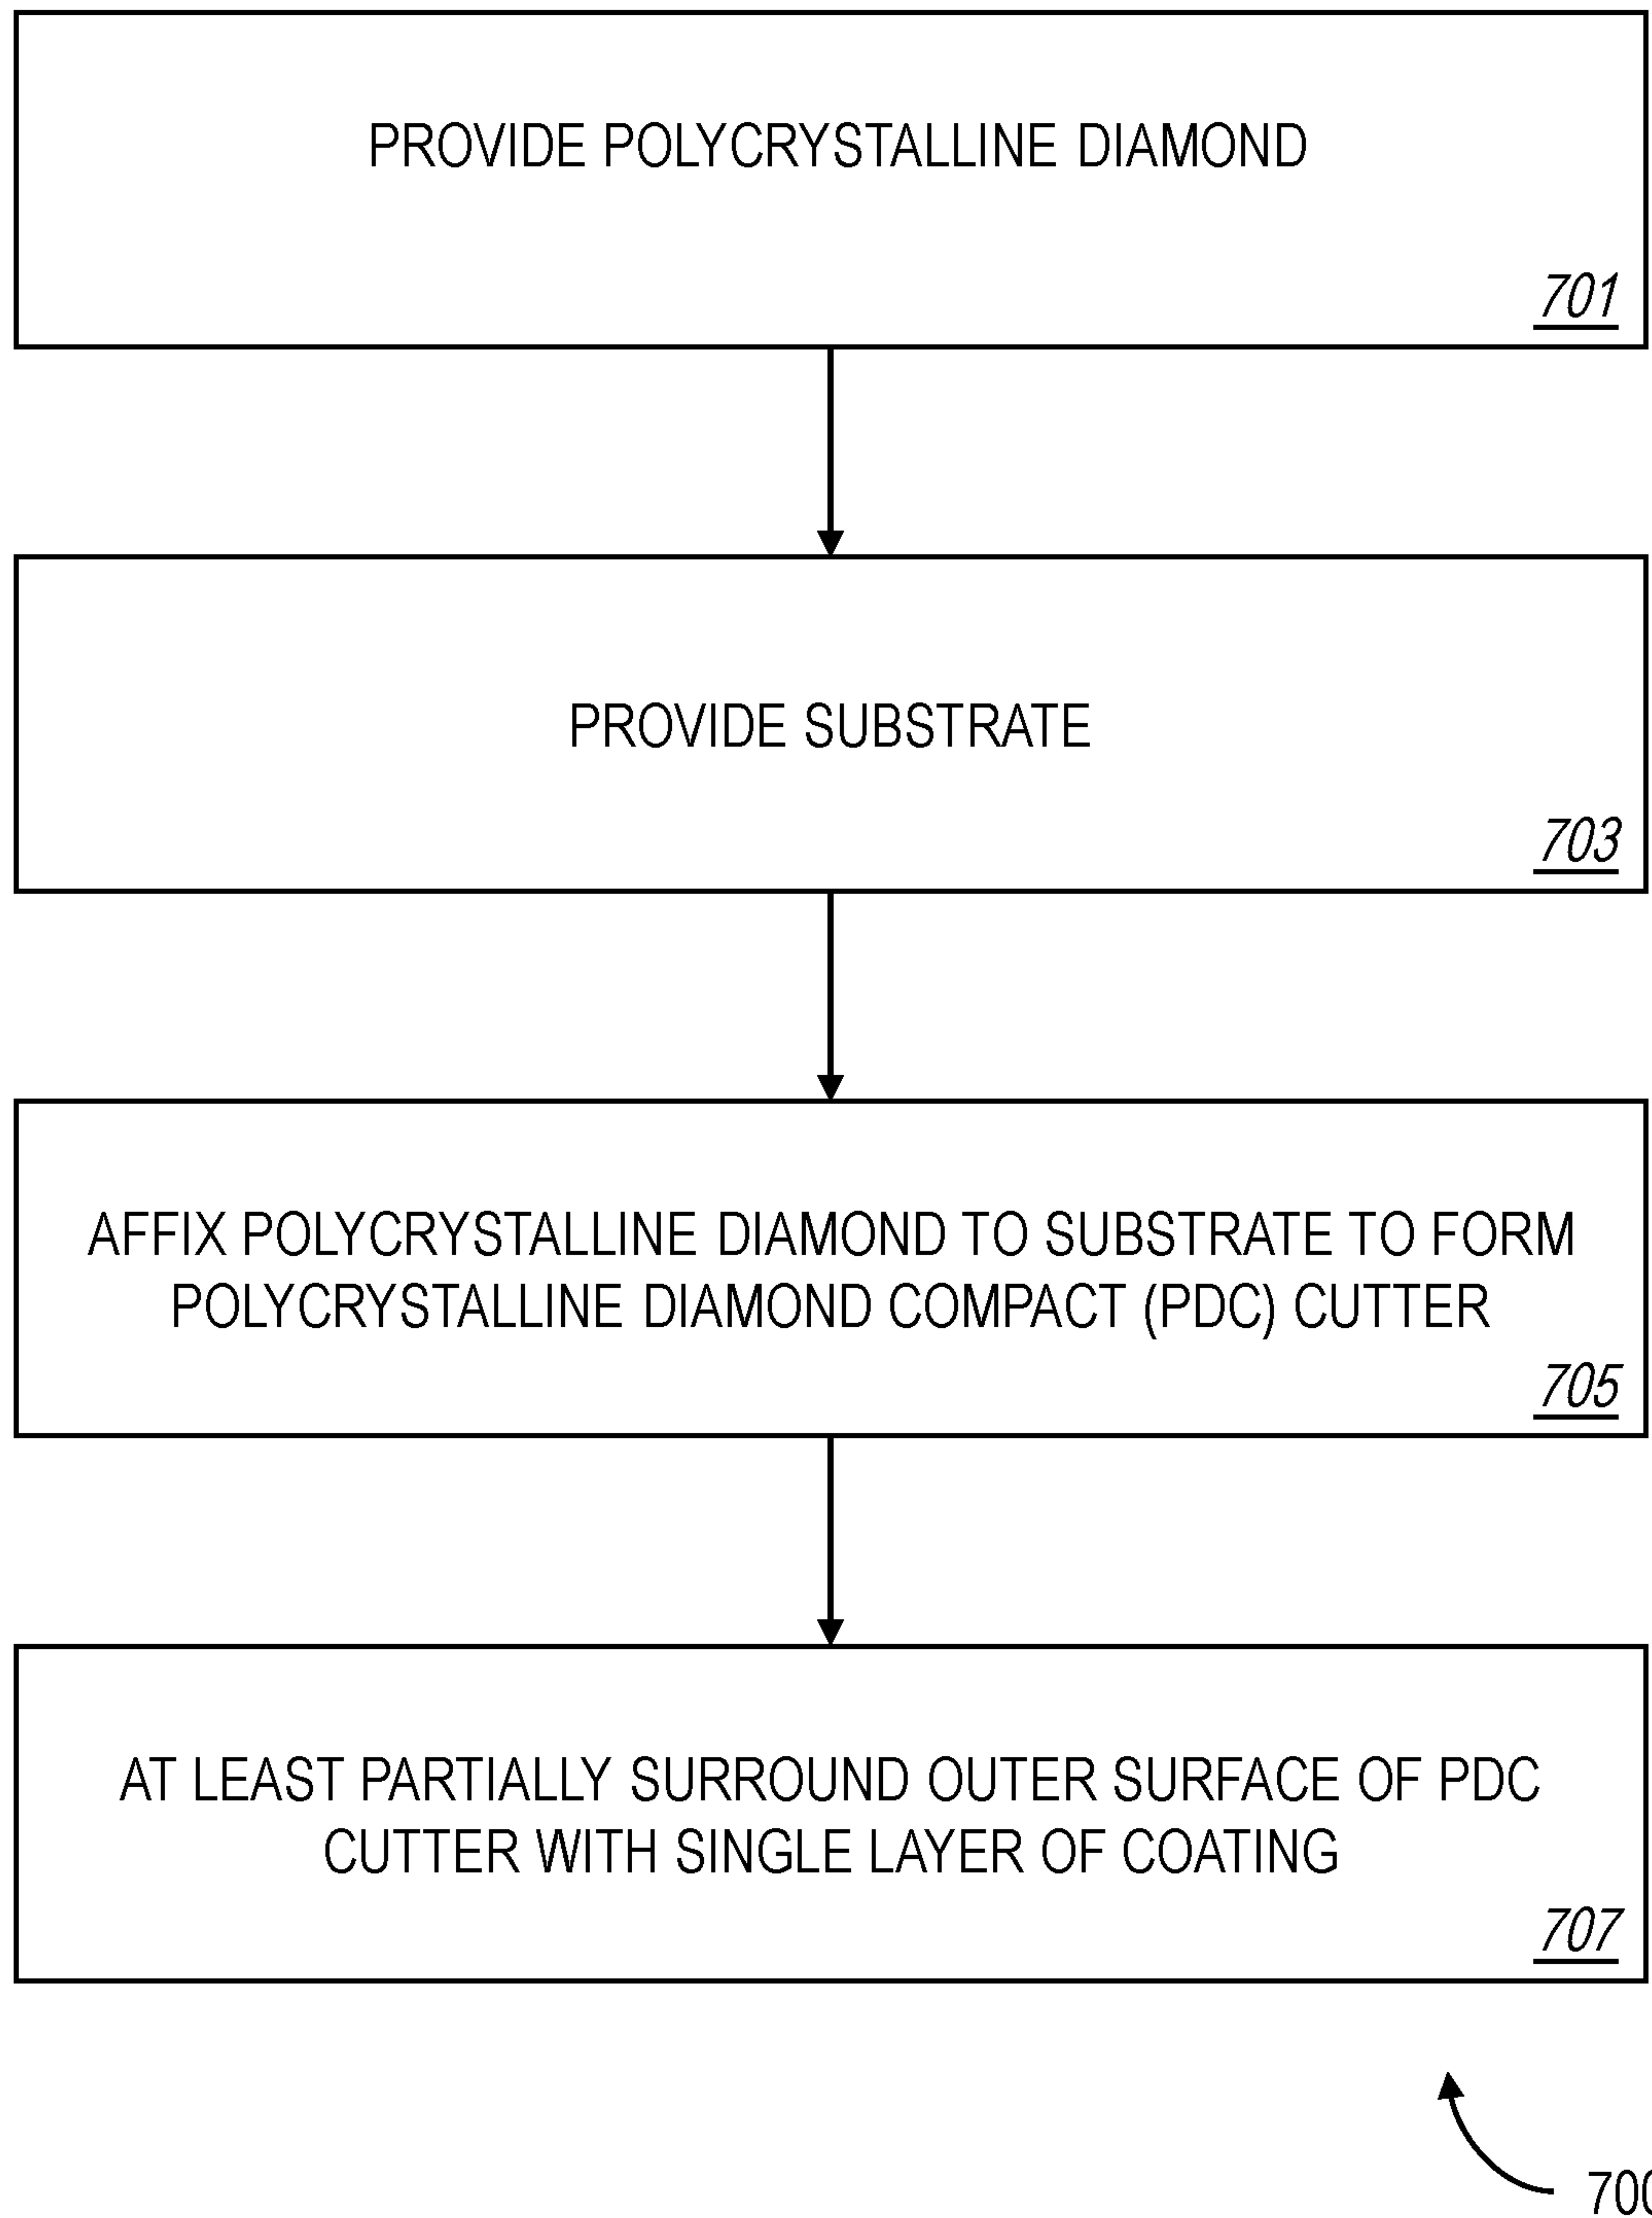 PROVIDE POLYCRYSTALLINE DIAMOND
701
PROVIDE SUBSTRATE
703
AFFIX POLYCRYSTALLINE DIAMOND TO SUBSTRATE TO FORM
POLYCRYSTALLINE DIAMOND COMPACT (PDC) CUTTER
705
AT LEAST PARTIALLY SURROUND OUTER SURFACE OF PDC
CUTTER WITH SINGLE LAYER OF COATING
707
700